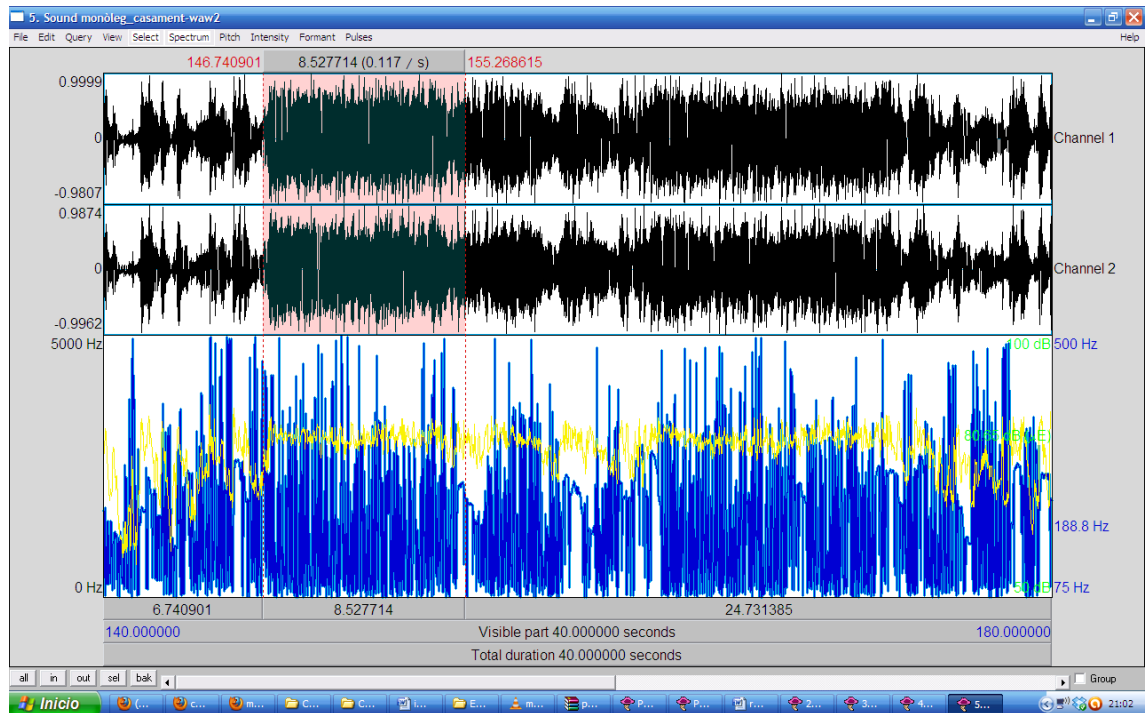 5. Sound monòleg_casament-waw2
File Edit Query View Select Spectrum Pitch Intensity Formant Pulses Help
146.740901 8.527714 (0.117 / s) 155.268615
0.9999
0 Channel 1
-0.9807
0.9874
0 Channel 2
-0.9962
5000 Hz 100 dB 500 Hz
188.8 Hz
0 Hz 50 dB 75 Hz
6.740901 8.527714 24.731385
140.000000 Visible part 40.000000 seconds 180.000000
Total duration 40.000000 seconds
all in out sel bak Group
Inicio (... c... m... C... C... i... E... m... p... P... P... r... 2... 3... 4... 5... 21:02